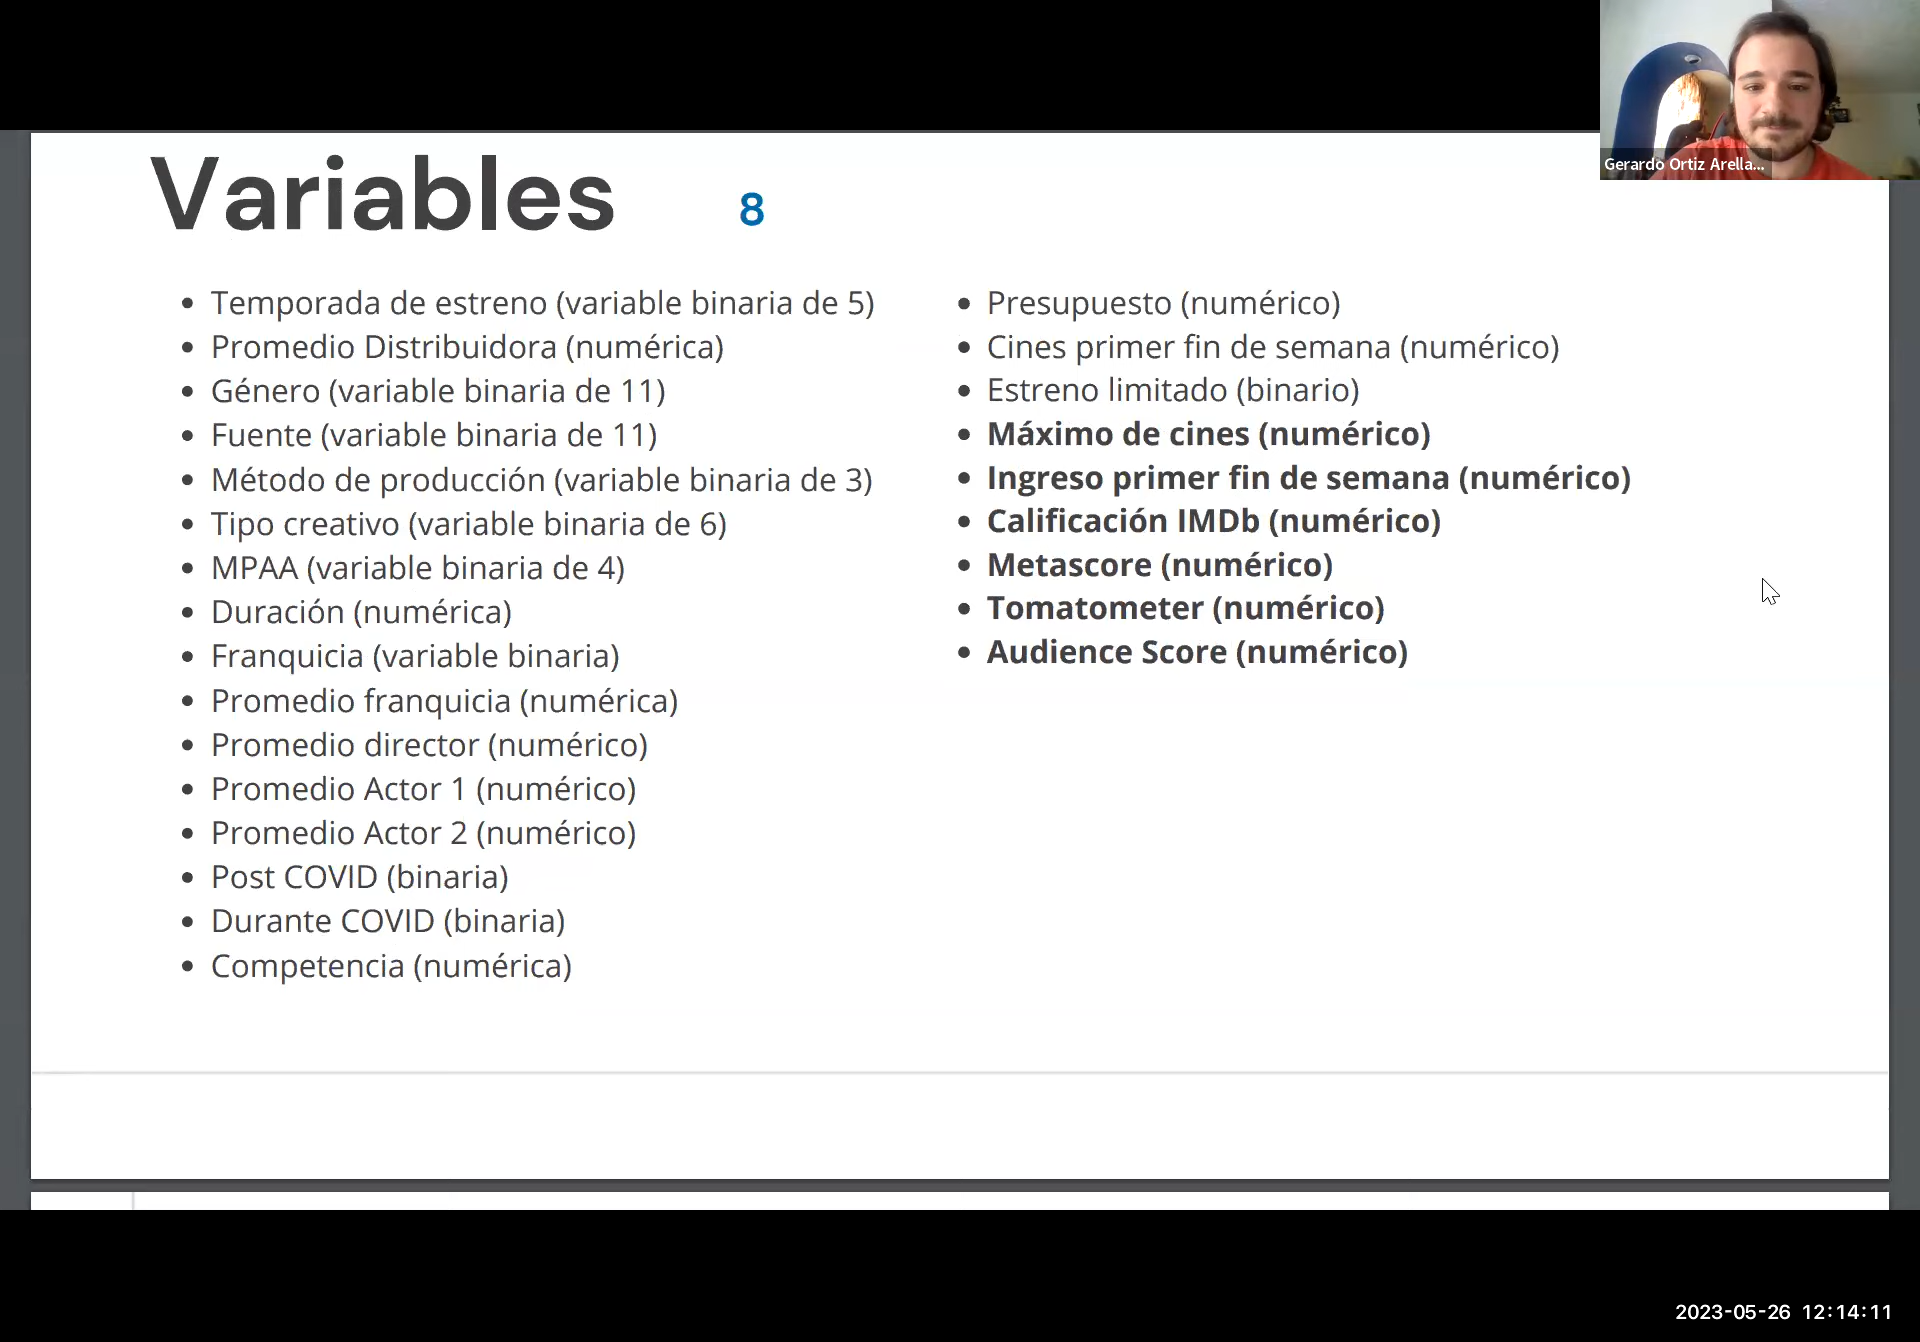 Gerardo Ortiz Arella...
Variables
8
• Temporada de estreno (variable binaria de 5)
• Promedio Distribuidora (numérica)
• Género (variable binaria de 11)
• Fuente (variable binaria de 11)
• Método de producción (variable binaria de 3)
• Tipo creativo (variable binaria de 6)
• MPAA (variable binaria de 4)
• Duración (numérica)
• Franquicia (variable binaria)
• Promedio franquicia (numérica)
• Promedio director (numérico)
• Promedio Actor 1 (numérico)
• Promedio Actor 2 (numérico)
• Post COVID (binaria)
• Durante COVID (binaria)
• Competencia (numérica)
• Presupuesto (numérico)
• Cines primer fin de semana (numérico)
• Estreno limitado (binario)
• Máximo de cines (numérico)
• Ingreso primer fin de semana (numérico)
• Calificación IMDb (numérico)
• Metascore (numérico)
• Tomatometer (numérico)
• Audience Score (numérico)
2023-05-26 12:14:11